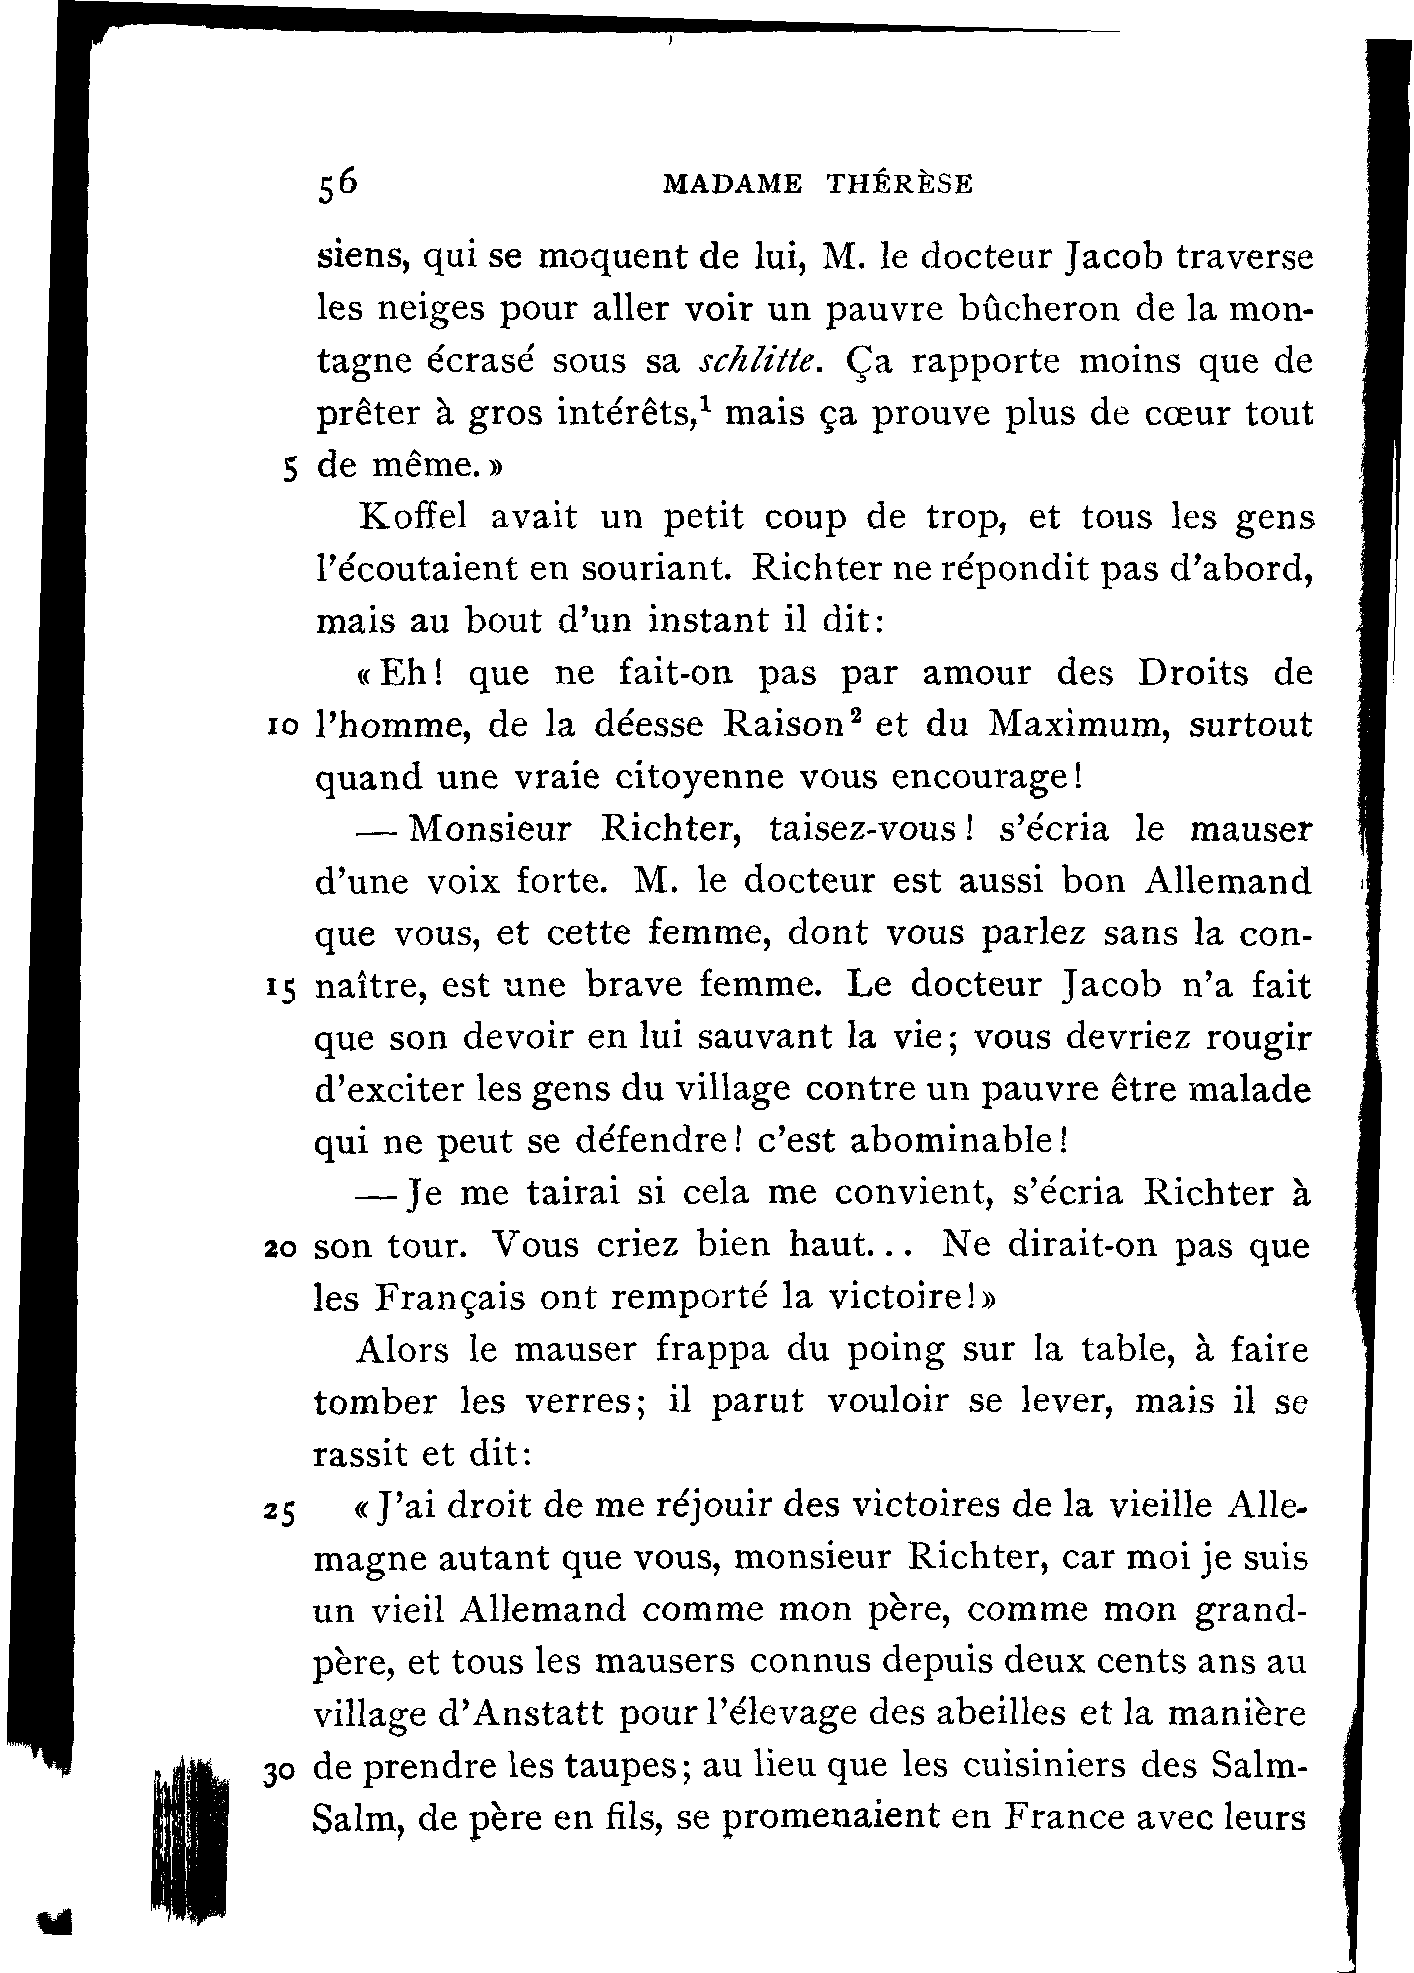 56 MADAME THÉRÈSE
siens, qui se moquent de lui, M. le docteur Jacob traverse
les neiges pour aller voir un pauvre bûcheron de la mon-
tagne écrasé sous sa schlitte. Ça rapporte moins que de
prêter à gros intérêts,¹ mais ça prouve plus de cœur tout
5 de même.»
Koffel avait un petit coup de trop, et tous les gens
l'écoutaient en souriant. Richter ne répondit pas d'abord,
mais au bout d'un instant il dit:
«Eh! que ne fait-on pas par amour des Droits de
10 l'homme, de la déesse Raison² et du Maximum, surtout
quand une vraie citoyenne vous encourage!
— Monsieur Richter, taisez-vous! s'écria le mauser
d'une voix forte. M. le docteur est aussi bon Allemand
que vous, et cette femme, dont vous parlez sans la con-
15 naître, est une brave femme. Le docteur Jacob n'a fait
que son devoir en lui sauvant la vie; vous devriez rougir
d'exciter les gens du village contre un pauvre être malade
qui ne peut se défendre! c'est abominable!
— Je me tairai si cela me convient, s'écria Richter à
20 son tour. Vous criez bien haut... Ne dirait-on pas que
les Français ont remporté la victoire!»
Alors le mauser frappa du poing sur la table, à faire
tomber les verres; il parut vouloir se lever, mais il se
rassit et dit:
25 «J'ai droit de me réjouir des victoires de la vieille Alle-
magne autant que vous, monsieur Richter, car moi je suis
un vieil Allemand comme mon père, comme mon grand-
père, et tous les mausers connus depuis deux cents ans au
village d'Anstatt pour l'élevage des abeilles et la manière
30 de prendre les taupes; au lieu que les cuisiniers des Salm-
Salm, de père en fils, se promenaient en France avec leurs